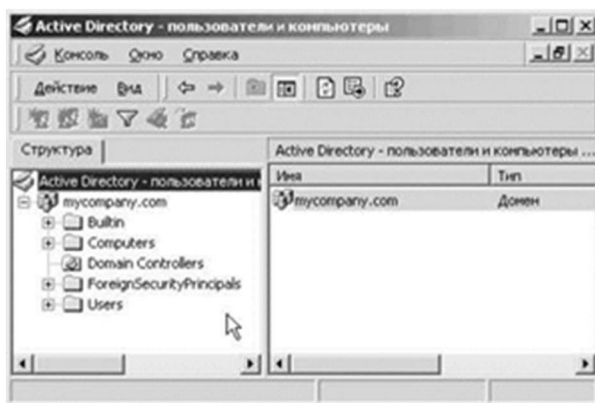 Active Directory - пользователи и компьютеры
Консоль Окно Справка
Действие Вид
Структура
Active Directory - пользователи и компьютеры ...
Active Directory - пользователи и к
Имя Тип
mycompany.com
mycompany.com Домен
Builtin
Computers
Domain Controllers
ForeignSecurityPrincipals
Users